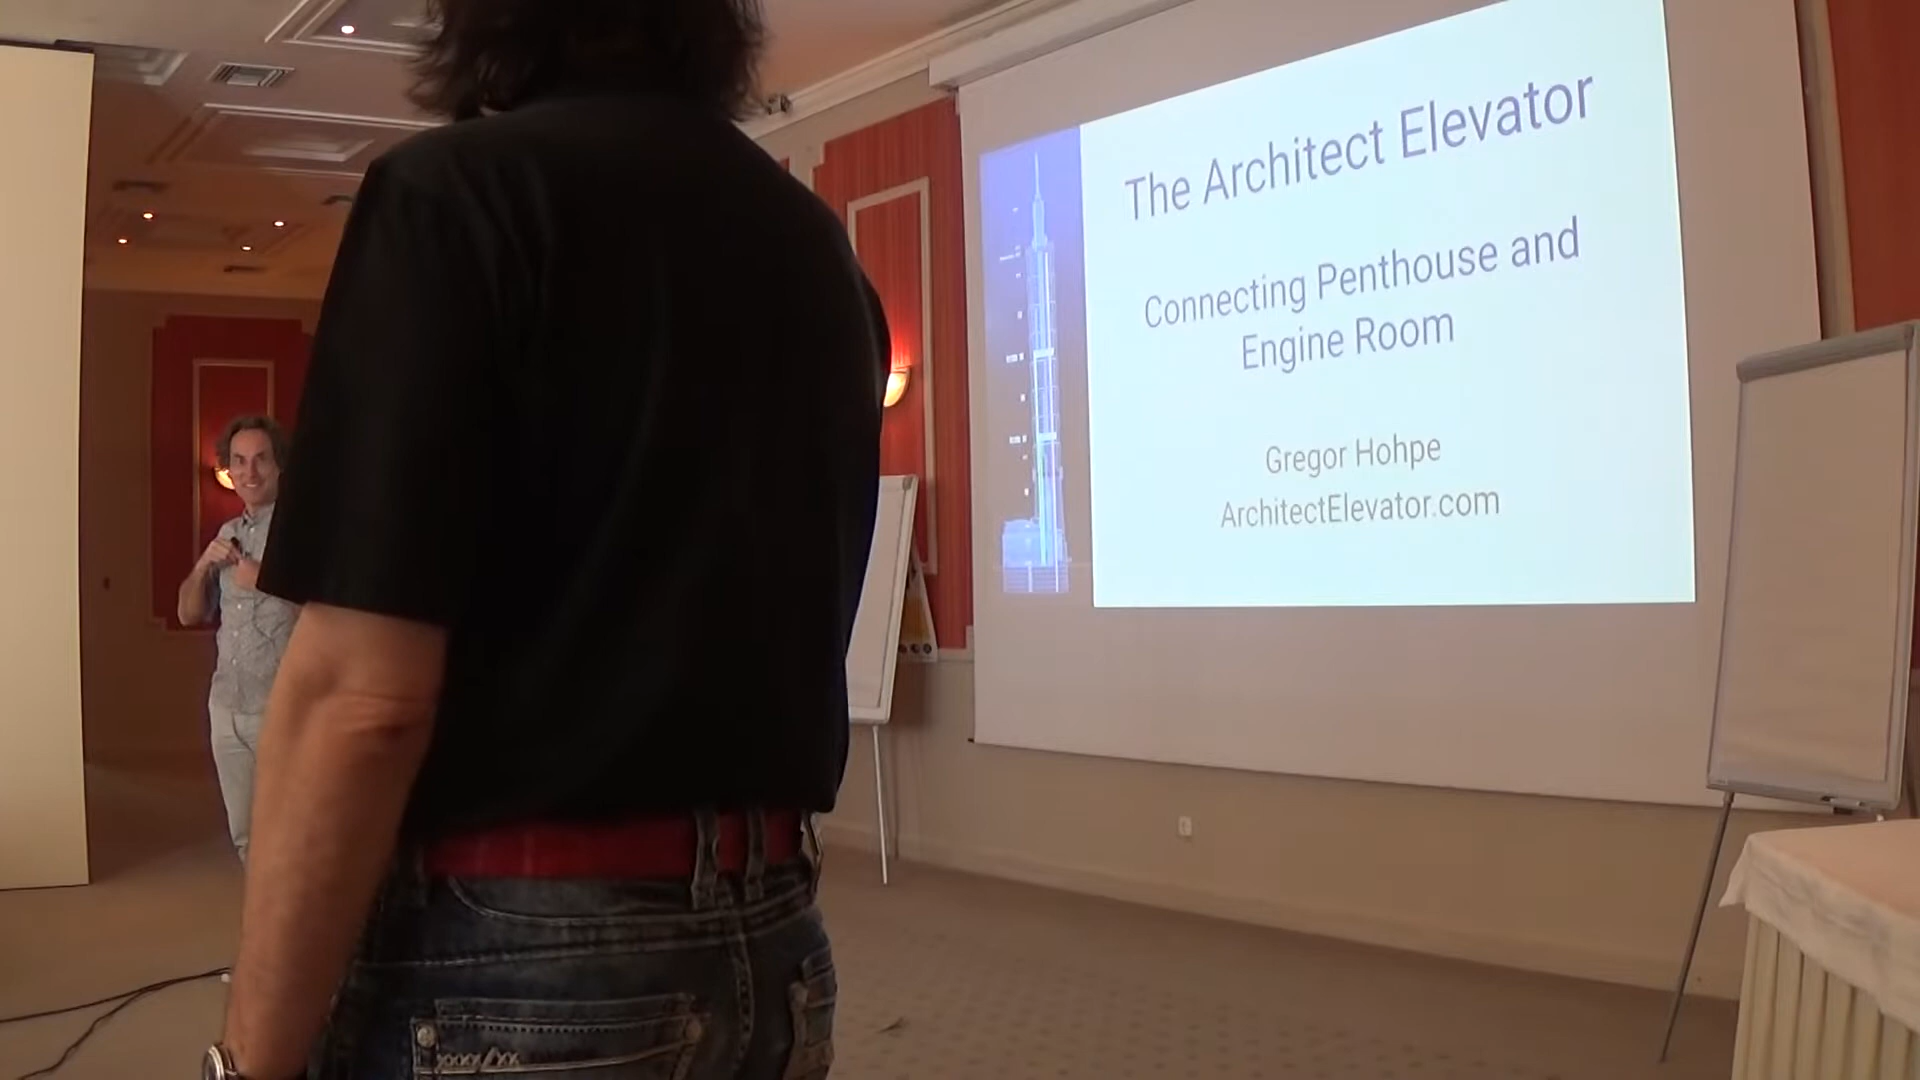 The Architect Elevator
Connecting Penthouse and
Engine Room
Gregor Hohpe
ArchitectElevator.com